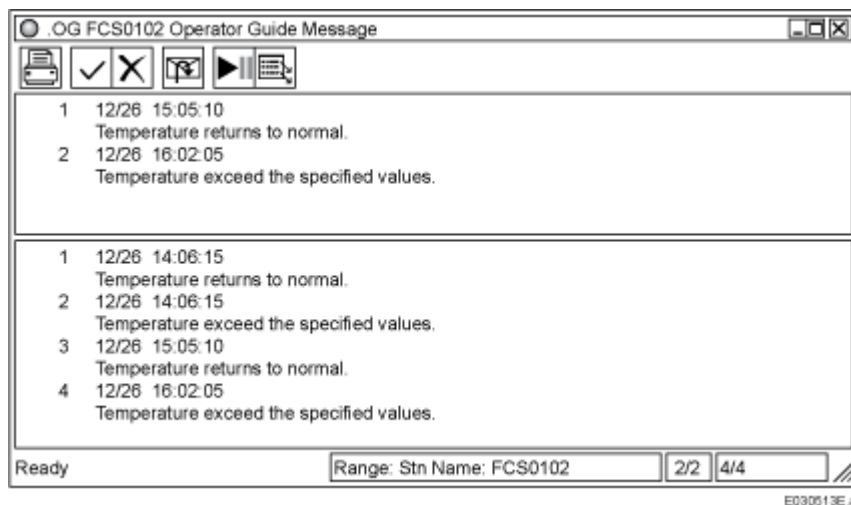 .OG FCS0102 Operator Guide Message
1 12/26 15:05:10
Temperature returns to normal.
2 12/26 16:02:05
Temperature exceed the specified values.
1 12/26 14:06:15
Temperature returns to normal.
2 12/26 14:06:15
Temperature exceed the specified values.
3 12/26 15:05:10
Temperature returns to normal.
4 12/26 16:02:05
Temperature exceed the specified values.
Ready Range: Stn Name: FCS0102 2/2 4/4
E030513E